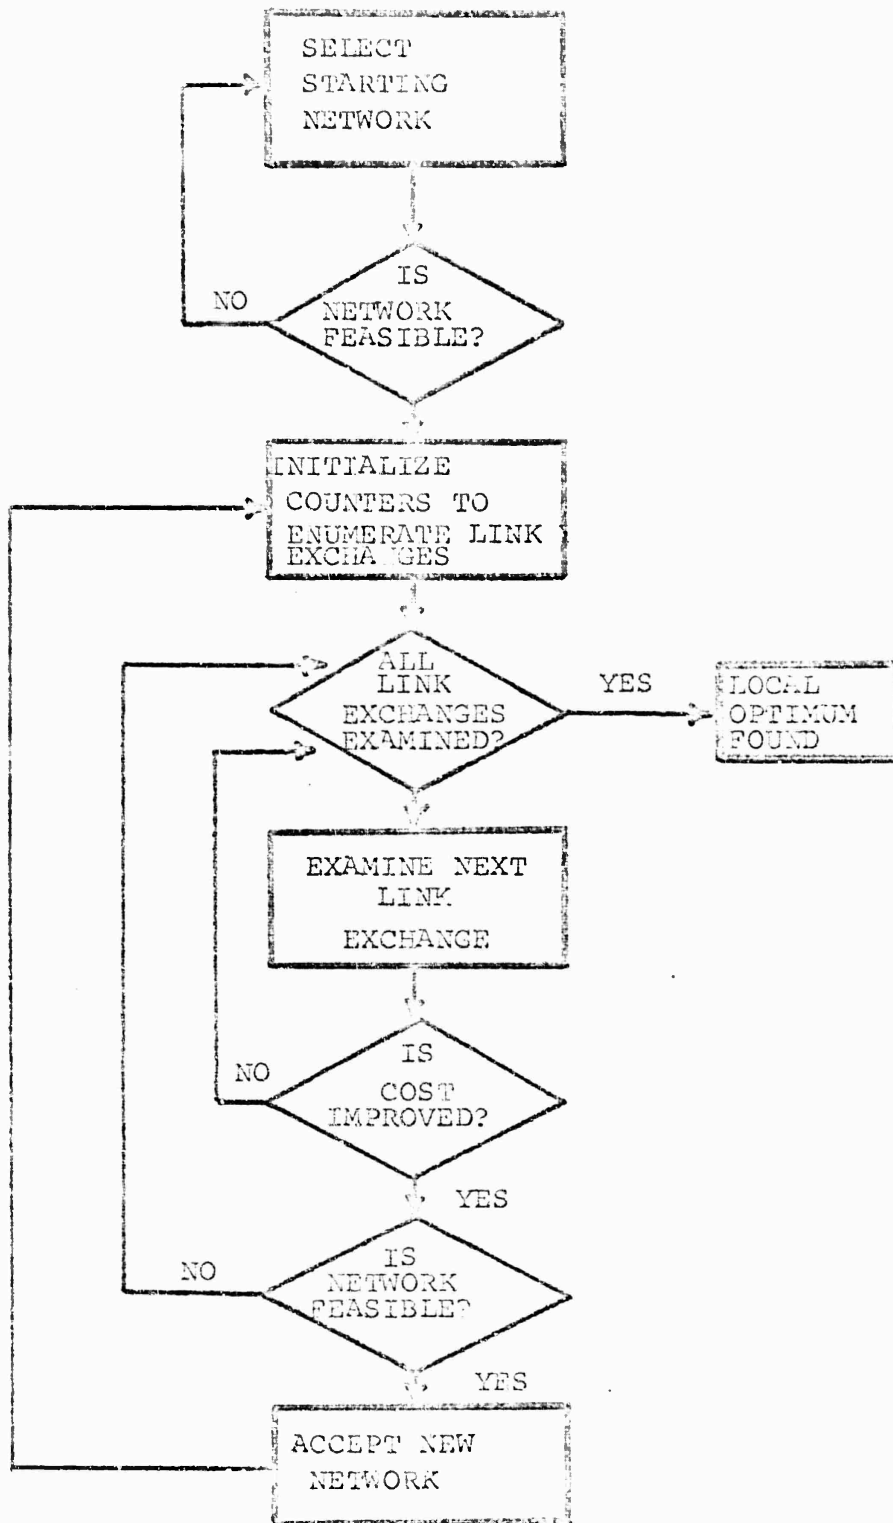 SELECT
STARTING
NETWORK
IS
NETWORK
FEASIBLE?
NO
INITIALIZE
COUNTERS TO
ENUMERATE LINK
EXCHANGES
ALL
LINK
EXCHANGES
EXAMINED?
YES
LOCAL
OPTIMUM
FOUND
EXAMINE NEXT
LINK
EXCHANGE
IS
COST
IMPROVED?
NO
YES
IS
NETWORK
FEASIBLE?
NO
YES
ACCEPT NEW
NETWORK